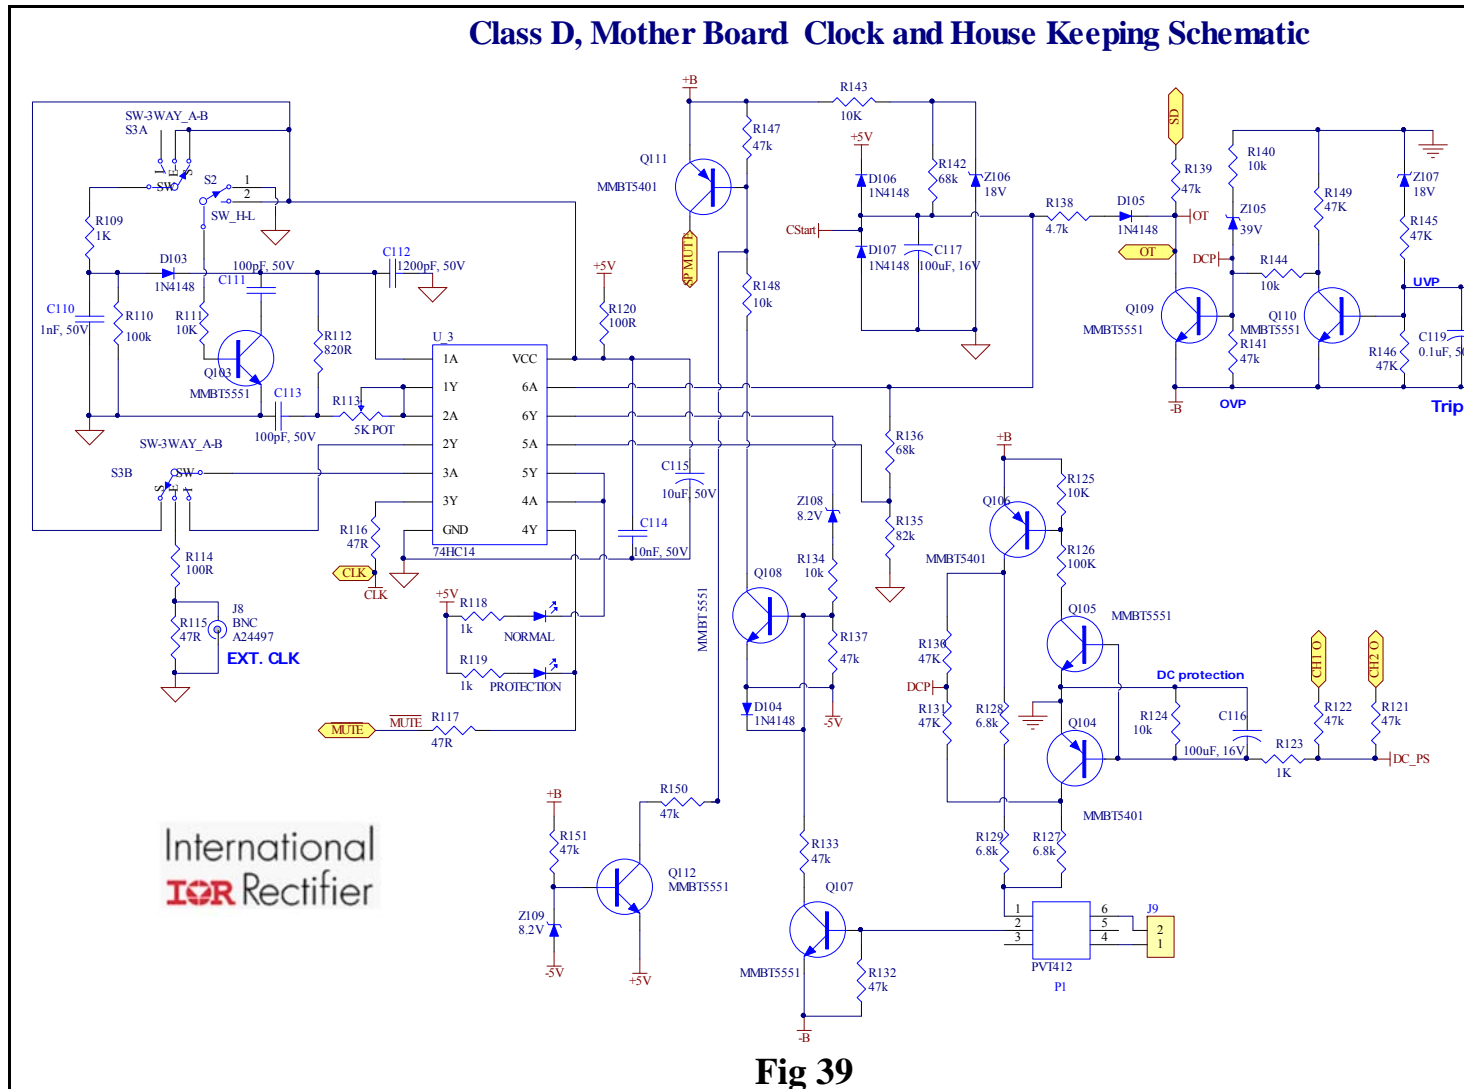 Class D, Mother Board Clock and House Keeping Schematic
SW-3WAY_A-B
S3A
I
E
S
SW
S2
1
2
SW_H-L
R109
1K
D103
1N4148
100pF, 50V
C111
C112
1200pF, 50V
C110
1nF, 50V
R110
100k
R111
10K
Q103
MMBT5551
R112
820R
C113
100pF, 50V
R113
5K POT
SW-3WAY_A-B
S3B
SW
S
E
I
R114
100R
R115
47R
J8
BNC
A24497
EXT. CLK
R116
47R
CLK
CLK
U_3
1A
1Y
2A
2Y
3A
3Y
GND
VCC
6A
6Y
5A
5Y
4A
4Y
74HC14
+5V
R120
100R
C115
10uF, 50V
C114
10nF, 50V
+5V
R118
1k
NORMAL
R119
1k
PROTECTION
MUTE
MUTE
R117
47R
+B
R147
47k
Q111
MMBT5401
SP MUTE
R148
10k
R143
10K
+5V
D106
1N4148
R142
68k
Z106
18V
CStart
D107
1N4148
C117
100uF, 16V
R138
4.7k
D105
1N4148
SD
R139
47k
OT
OT
Q109
MMBT5551
-B
R140
10k
Z105
39V
DCP
R144
10k
R141
47k
OVP
R149
47K
Q110
MMBT5551
Z107
18V
R145
47K
UVP
R146
47K
C119
0.1uF, 50
Trip
R136
68k
R135
82k
Z108
8.2V
R134
10k
R137
47k
-5V
Q108
MMBT5551
D104
1N4148
R133
47k
Q107
MMBT5551
R132
47k
-B
+B
R151
47k
Z109
8.2V
-5V
Q112
MMBT5551
R150
47k
+5V
+B
R125
10K
Q106
MMBT5401
R126
100K
Q105
MMBT5551
R130
47K
DCP
R131
47K
R128
6.8k
DC protection
Q104
MMBT5401
R124
10k
C116
100uF, 16V
R123
1K
CH1 O
CH2 O
R122
47k
R121
47k
DC_PS
R129
6.8k
R127
6.8k
1
2
3
6
5
4
PVT412
P1
J9
2
1
International
IOR Rectifier
Fig 39